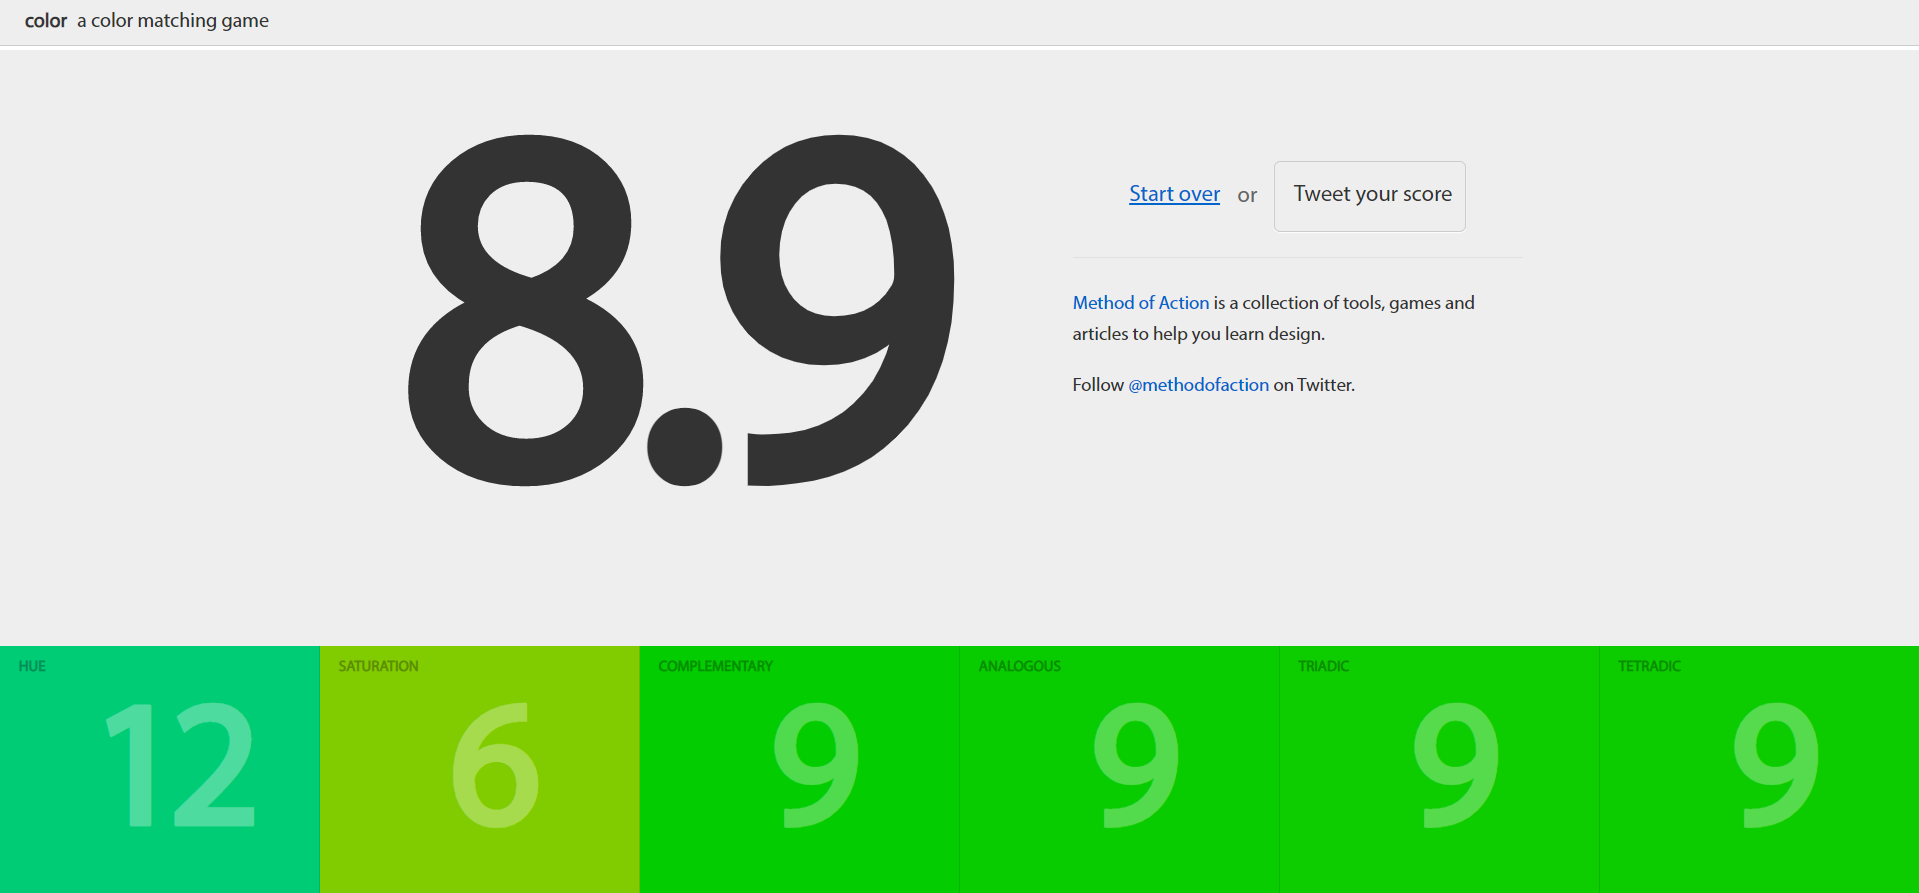 color a color matching game
8.9
Start over or Tweet your score
Method of Action is a collection of tools, games and
articles to help you learn design.
Follow @methodofaction on Twitter.
HUE
12
SATURATION
6
COMPLEMENTARY
9
ANALOGOUS
9
TRIADIC
9
TETRADIC
9